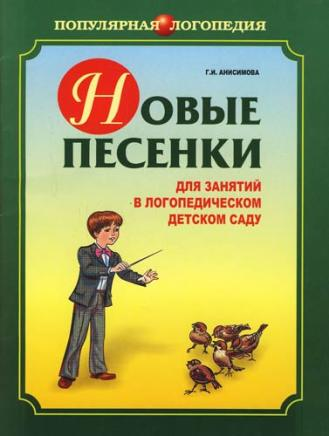 ПОПУЛЯРНАЯ ЛОГОПЕДИЯ
Г.И. АНИСИМОВА
НОВЫЕ
ПЕСЕНКИ
ДЛЯ ЗАНЯТИЙ
В ЛОГОПЕДИЧЕСКОМ
ДЕТСКОМ САДУ